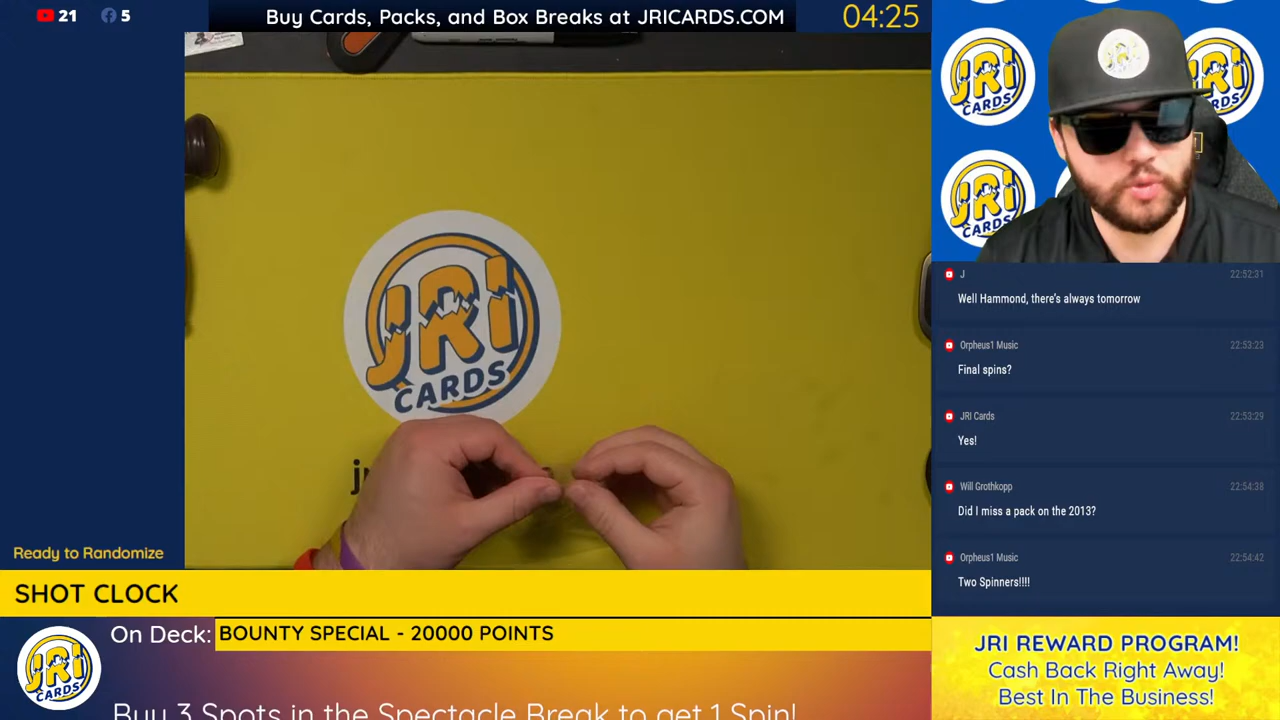 21
5
Buy Cards, Packs, and Box Breaks at JRICARDS.COM
04:25
JRI
CARDS
JRI
CARDS
JRI
CARDS
JRI
CARDS
J
22:52:31
Well Hammond, there's always tomorrow
Orpheus1 Music
22:53:23
Final spins?
JRI Cards
22:53:29
Yes!
Will Grothkopp
22:54:38
Did I miss a pack on the 2013?
Orpheus1 Music
22:54:42
Two Spinners!!!!
Ready to Randomize
SHOT CLOCK
On Deck:
BOUNTY SPECIAL - 20000 POINTS
JRI
CARDS
Buy 3 Spots in the Spectacle Break to get 1 Spin!
JRI REWARD PROGRAM!
Cash Back Right Away!
Best In The Business!